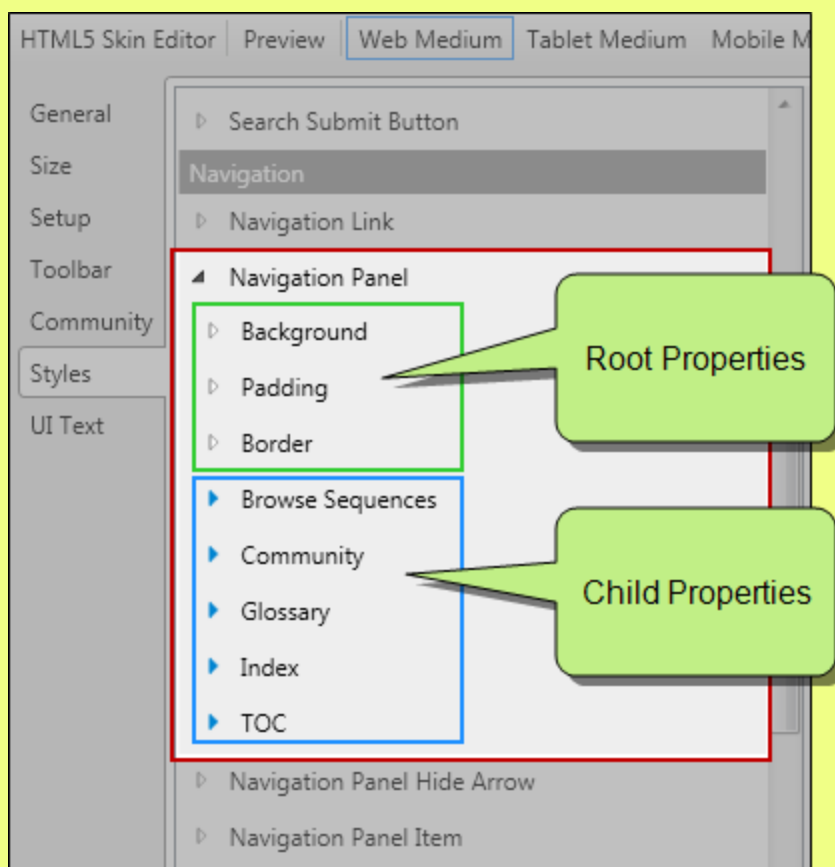 HTML5 Skin Editor Preview Web Medium Tablet Medium Mobile M
General
Size
Setup
Toolbar
Community
Styles
UI Text
Search Submit Button
Navigation
Navigation Link
Navigation Panel
Background
Padding
Border
Browse Sequences
Community
Glossary
Index
TOC
Navigation Panel Hide Arrow
Navigation Panel Item
Root Properties
Child Properties